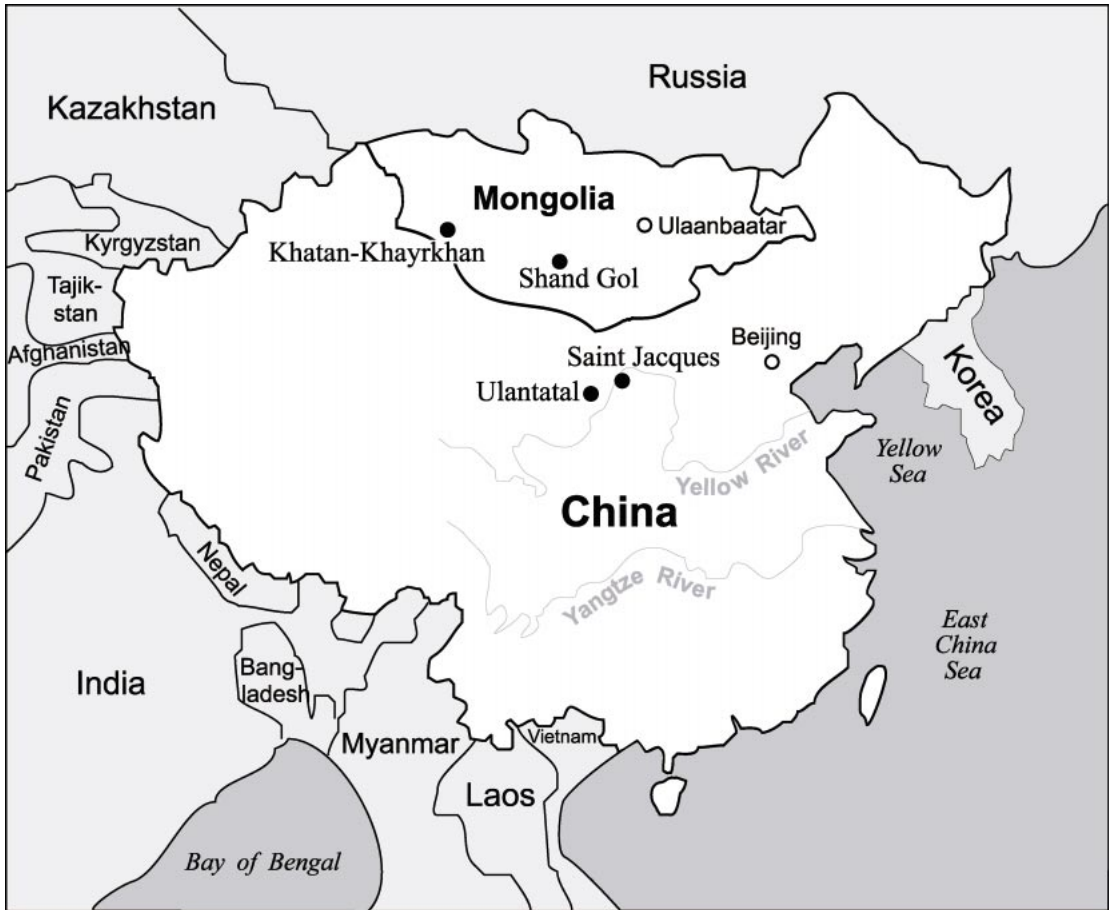 Russia
Kazakhstan
Mongolia
Ulaanbaatar
Kyrgyzstan
Khatan-Khayrkhan
Shand Gol
Tajik-
stan
Beijing
Afghanistan
Saint Jacques
Ulantatal
Korea
Pakistan
Yellow
Sea
Yellow River
China
Nepal
Yangtze River
East
China
Sea
India
Bang-
ladesh
Myanmar
Vietnam
Laos
Bay of Bengal